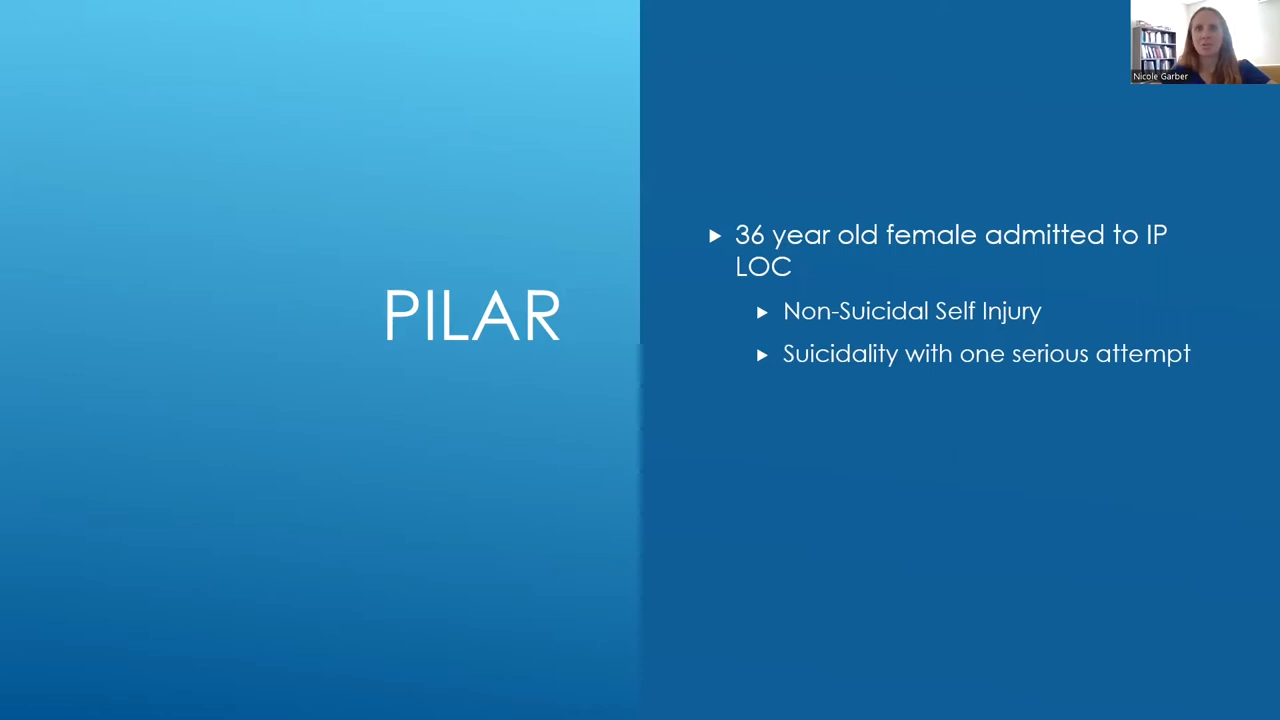 Nicole Garber
PILAR
36 year old female admitted to IP
LOC
Non-Suicidal Self Injury
Suicidality with one serious attempt